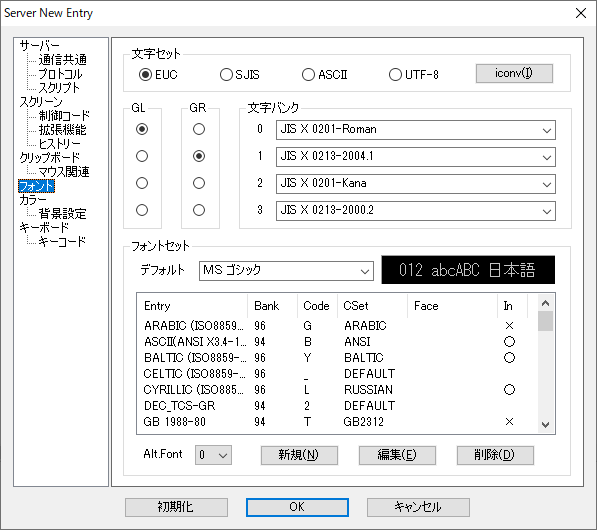 Server New Entry
サーバー
通信共通
プロトコル
スクリプト
スクリーン
制御コード
拡張機能
ヒストリー
クリップボード
マウス関連
フォント
カラー
背景設定
キーボード
キーコード
文字セット
EUC SJIS ASCII UTF-8 iconv(I)
GL GR 文字バンク
0 JIS X 0201-Roman
1 JIS X 0213-2004.1
2 JIS X 0201-Kana
3 JIS X 0213-2000.2
フォントセット
デフォルト MS ゴシック 012 abcABC 日本語
Entry Bank Code CSet Face In
ARABIC (ISO8859... 96 G ARABIC ×
ASCII(ANSI X3.4-1... 94 B ANSI ○
BALTIC (ISO8859-... 96 Y BALTIC ○
CELTIC (ISO8859-... 96 _ DEFAULT
CYRILLIC (ISO885... 96 L RUSSIAN ○
DEC_TCS-GR 94 2 DEFAULT
GB 1988-80 94 T GB2312 ×
Alt.Font 0 新規(N) 編集(E) 削除(D)
初期化 OK キャンセル